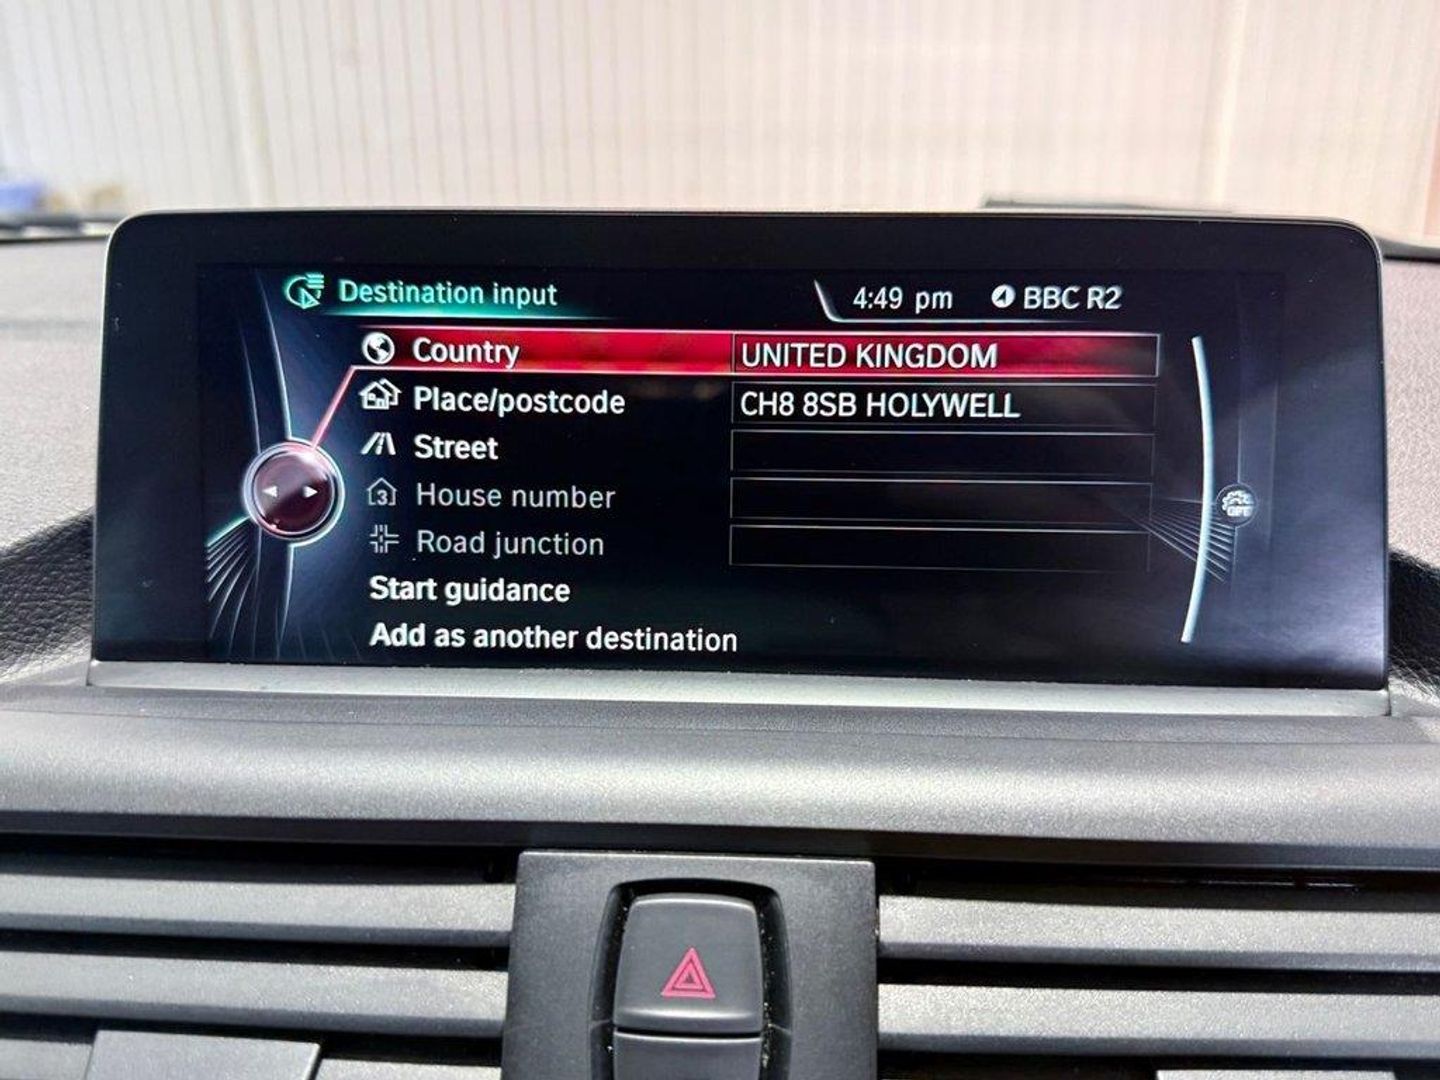 Destination input
4:49 pm BBC R2
Country UNITED KINGDOM
Place/postcode CH8 8SB HOLYWELL
Street
3 House number
Road junction
Start guidance
Add as another destination